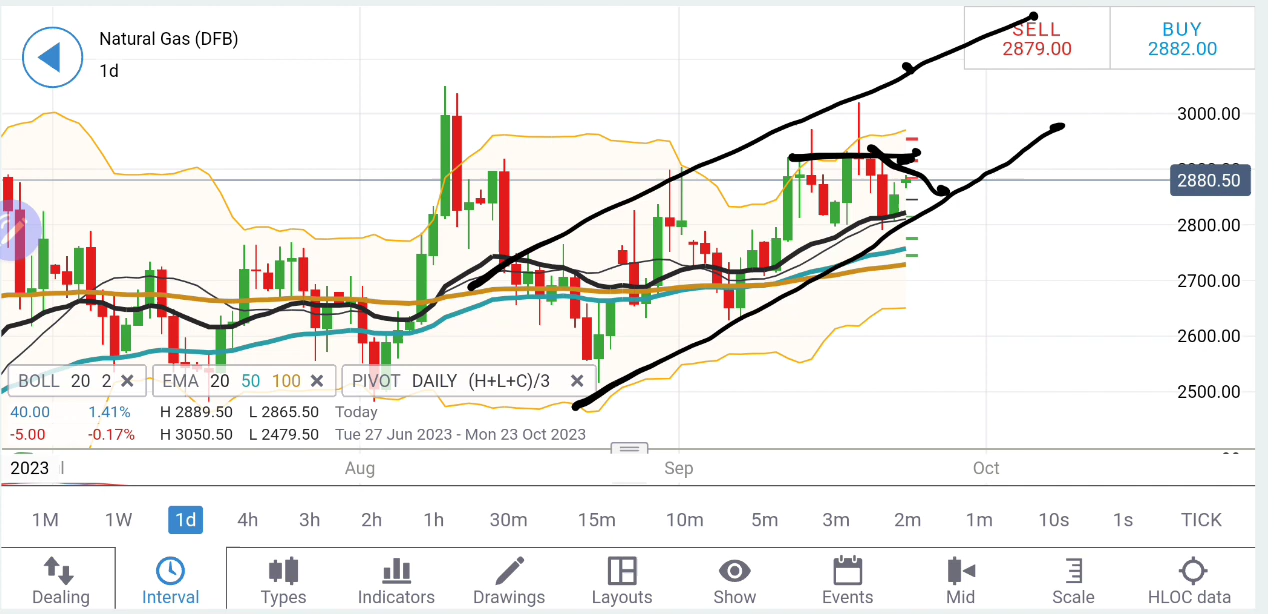 Natural Gas (DFB)
1d
SELL
2879.00
BUY
2882.00
3000.00
2880.50
2800.00
2700.00
2600.00
2500.00
BOLL 20 2 × EMA 20 50 100 × PIVOT DAILY (H+L+C)/3 ×
40.00 1.41% H 2889.50 L 2865.50 Today
-5.00 -0.17% H 3050.50 L 2479.50 Tue 27 Jun 2023 - Mon 23 Oct 2023
2023 Aug Sep Oct
1M 1W 1d 4h 3h 2h 1h 30m 15m 10m 5m 3m 2m 1m 10s 1s TICK
Dealing Interval Types Indicators Drawings Layouts Show Events Mid Scale HLOC data